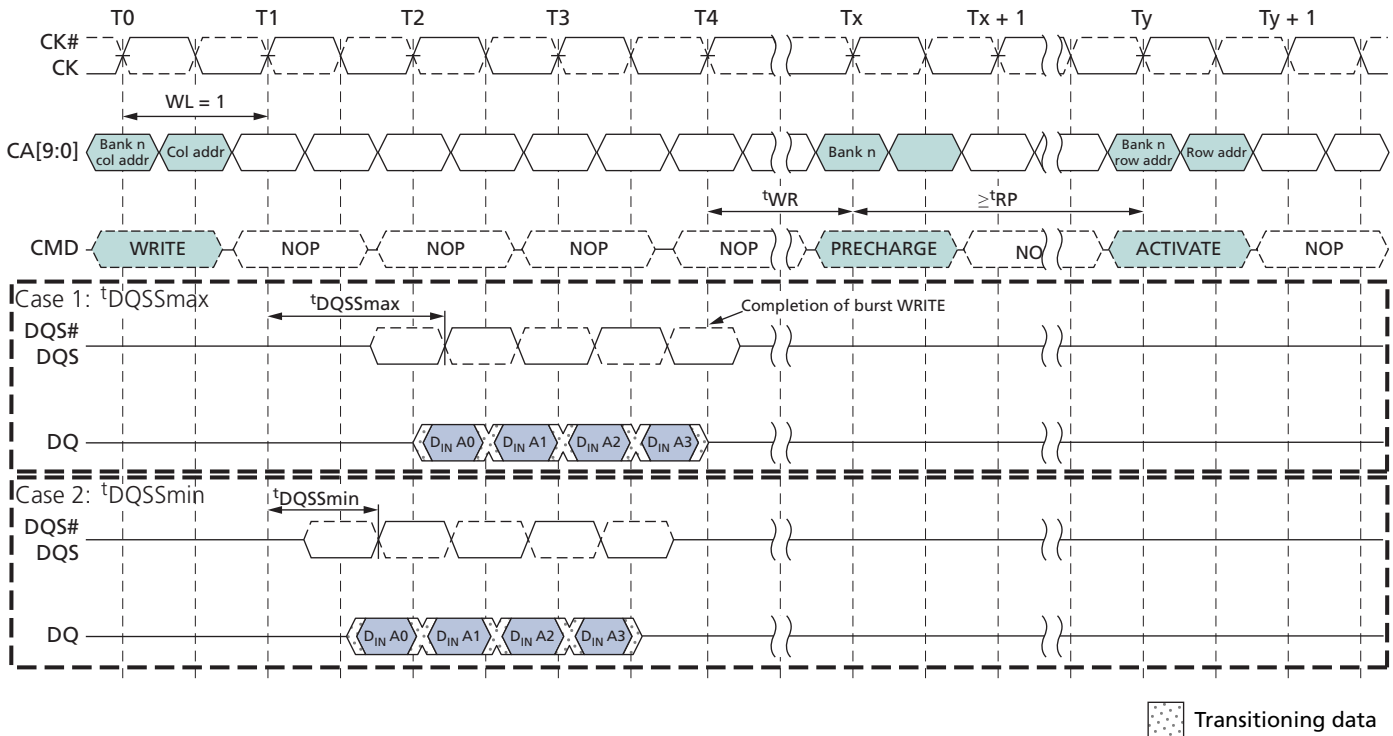 T0 T1 T2 T3 T4 Tx Tx + 1 Ty Ty + 1
CK#
CK
WL = 1
CA[9:0] Bank n col addr Col addr Bank n Bank n row addr Row addr
tWR ≥tRP
CMD WRITE NOP NOP NOP NOP PRECHARGE NO ACTIVATE NOP
Case 1: tDQSSmax
tDQSSmax
Completion of burst WRITE
DQS#
DQS
DQ DIN A0 DIN A1 DIN A2 DIN A3
Case 2: tDQSSmin
tDQSSmin
DQS#
DQS
DQ DIN A0 DIN A1 DIN A2 DIN A3
Transitioning data